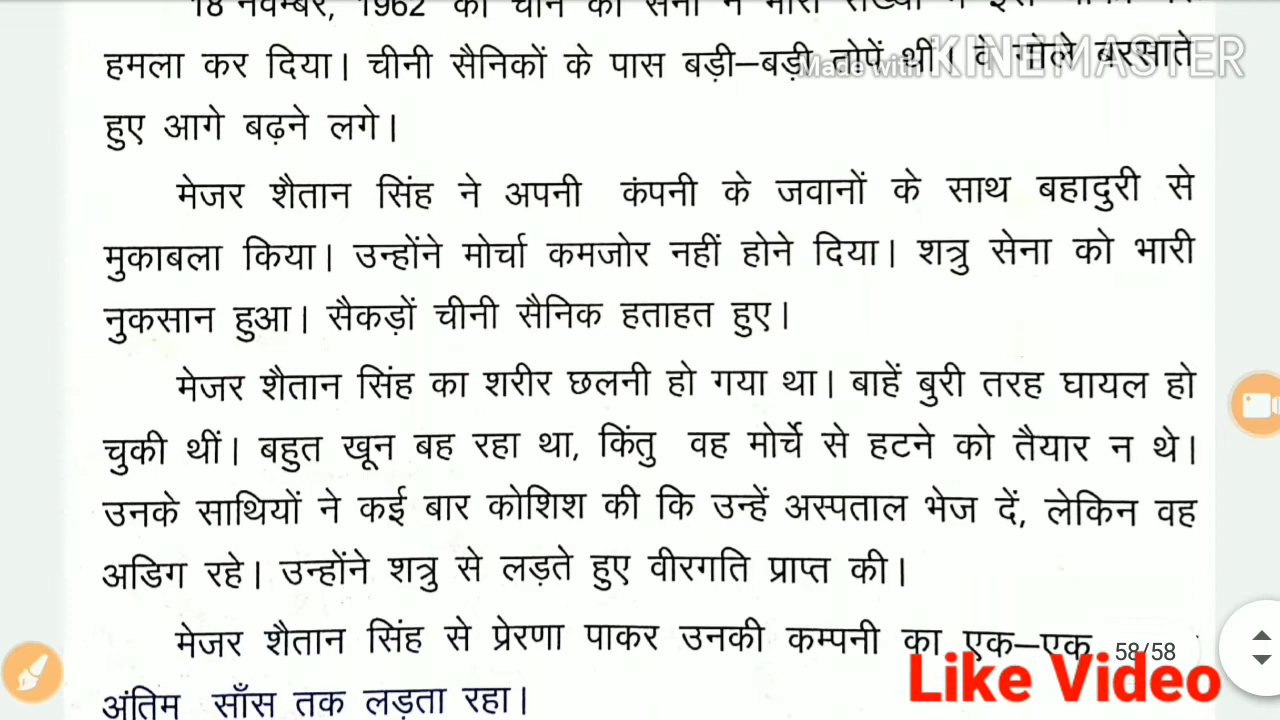 18 नवम्बर, 1962 को चीन की सेना ने भारी संख्या में इस
हमला कर दिया। चीनी सैनिकों के पास बड़ी–बड़ी तोपें थीं। वे गोले बरसाते
Made with KINEMASTER
हुए आगे बढ़ने लगे।
मेजर शैतान सिंह ने अपनी कंपनी के जवानों के साथ बहादुरी से
मुकाबला किया। उन्होंने मोर्चा कमजोर नहीं होने दिया। शत्रु सेना को भारी
नुकसान हुआ। सैकड़ों चीनी सैनिक हताहत हुए।
मेजर शैतान सिंह का शरीर छलनी हो गया था। बाहें बुरी तरह घायल हो
चुकी थीं। बहुत खून बह रहा था, किंतु वह मोर्चे से हटने को तैयार न थे।
उनके साथियों ने कई बार कोशिश की कि उन्हें अस्पताल भेज दें, लेकिन वह
अडिग रहे। उन्होंने शत्रु से लड़ते हुए वीरगति प्राप्त की।
मेजर शैतान सिंह से प्रेरणा पाकर उनकी कम्पनी का एक–एक
58/58
Like Video
अंतिम साँस तक लड़ता रहा।